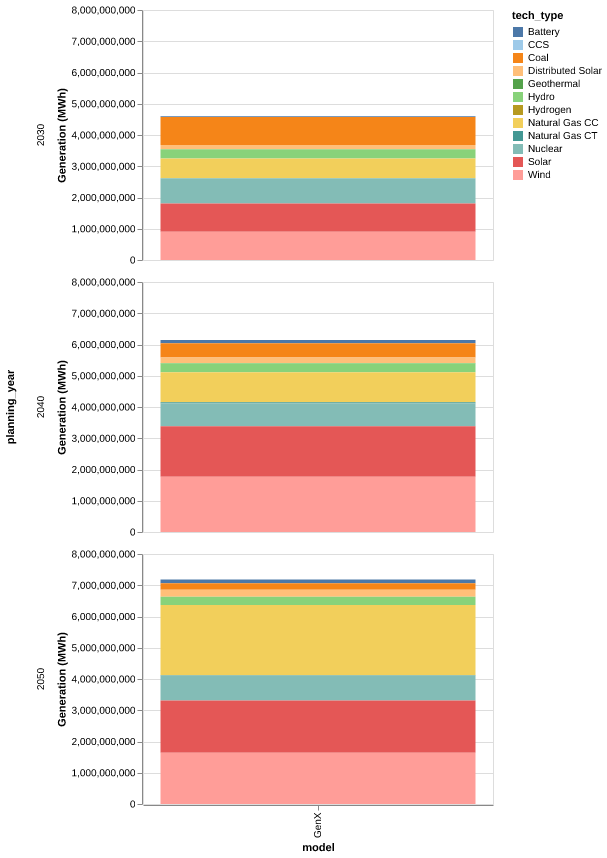 planning_year
2030
Generation (MWh)
8,000,000,000
7,000,000,000
6,000,000,000
5,000,000,000
4,000,000,000
3,000,000,000
2,000,000,000
1,000,000,000
0
tech_type
Battery
CCS
Coal
Distributed Solar
Geothermal
Hydro
Hydrogen
Natural Gas CC
Natural Gas CT
Nuclear
Solar
Wind
2040
Generation (MWh)
8,000,000,000
7,000,000,000
6,000,000,000
5,000,000,000
4,000,000,000
3,000,000,000
2,000,000,000
1,000,000,000
0
2050
Generation (MWh)
8,000,000,000
7,000,000,000
6,000,000,000
5,000,000,000
4,000,000,000
3,000,000,000
2,000,000,000
1,000,000,000
0
GenX
model